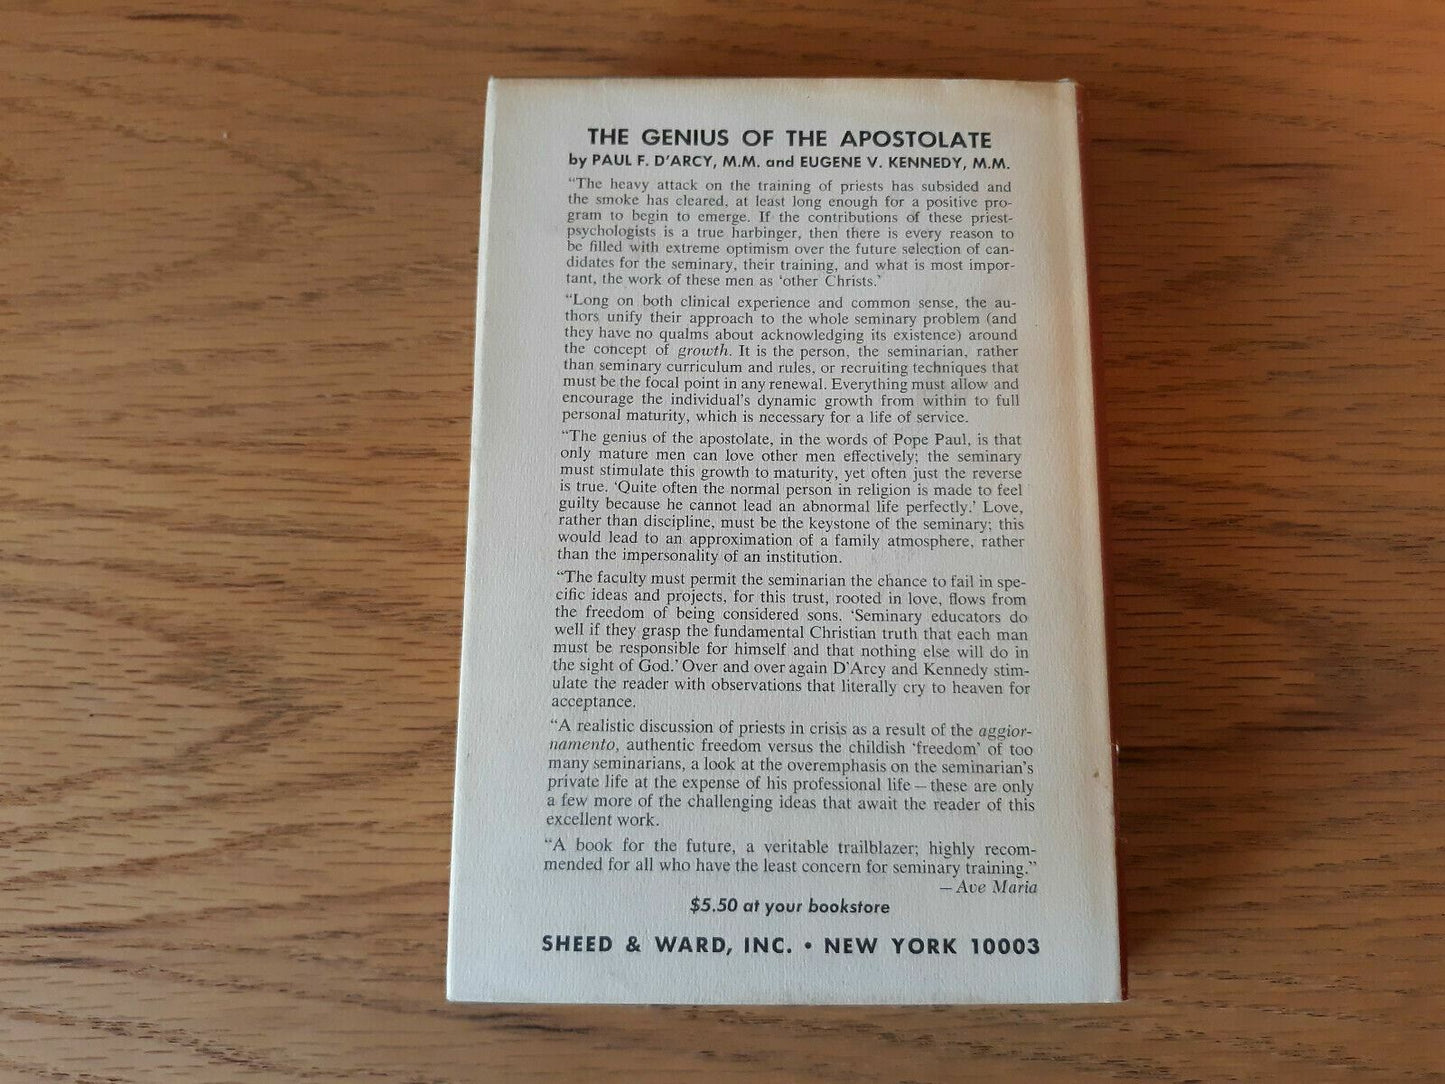 THE GENIUS OF THE APOSTOLATE
by PAUL F. D'ARCY, M.M. and EUGENE V. KENNEDY, M.M.
“The heavy attack on the training of priests has subsided and
the smoke has cleared, at least long enough for a positive pro-
gram to begin to emerge. If the contributions of these priest-
psychologists is a true harbinger, then there is every reason to
be filled with extreme optimism over the future selection of can-
didates for the seminary, their training, and what is most impor-
tant, the work of these men as ‘other Christs.’
“Long on both clinical experience and common sense, the au-
thors unify their approach to the whole seminary problem (and
they have no qualms about acknowledging its existence) around
the concept of growth. It is the person, the seminarian, rather
than seminary curriculum and rules, or recruiting techniques that
must be the focal point in any renewal. Everything must allow and
encourage the individual's dynamic growth from within to full
personal maturity, which is necessary for a life of service.
“The genius of the apostolate, in the words of Pope Paul, is that
only mature men can love other men effectively; the seminary
must stimulate this growth to maturity, yet often just the reverse
is true. ‘Quite often the normal person in religion is made to feel
guilty because he cannot lead an abnormal life perfectly.’ Love,
rather than discipline, must be the keystone of the seminary; this
would lead to an approximation of a family atmosphere, rather
than the impersonality of an institution.
“The faculty must permit the seminarian the chance to fail in spe-
cific ideas and projects, for this trust, rooted in love, flows from
the freedom of being considered sons. ‘Seminary educators do
well if they grasp the fundamental Christian truth that each man
must be responsible for himself and that nothing else will do in
the sight of God.’ Over and over again D'Arcy and Kennedy stim-
ulate the reader with observations that literally cry to heaven for
acceptance.
“A realistic discussion of priests in crisis as a result of the aggior-
namento, authentic freedom versus the childish ‘freedom’ of too
many seminarians, a look at the overemphasis on the seminarian's
private life at the expense of his professional life—these are only
a few more of the challenging ideas that await the reader of this
excellent work.
“A book for the future, a veritable trailblazer; highly recom-
mended for all who have the least concern for seminary training.”
—Ave Maria
$5.50 at your bookstore
SHEED & WARD, INC. • NEW YORK 10003